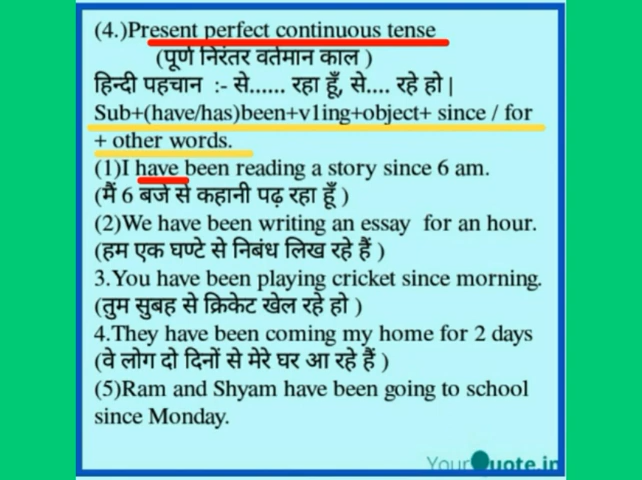 (4.)Present perfect continuous tense
(पूर्ण निरंतर वर्तमान काल )
हिन्दी पहचान :- से...... रहा हूँ, से.... रहे हो |
Sub+(have/has)been+v1ing+object+ since / for
+ other words.
(1)I have been reading a story since 6 am.
(मैं 6 बजे से कहानी पढ़ रहा हूँ )
(2)We have been writing an essay for an hour.
(हम एक घण्टे से निबंध लिख रहे हैं )
3.You have been playing cricket since morning.
(तुम सुबह से क्रिकेट खेल रहे हो )
4.They have been coming my home for 2 days
(वे लोग दो दिनों से मेरे घर आ रहे हैं )
(5)Ram and Shyam have been going to school
since Monday.
YourQuote.in